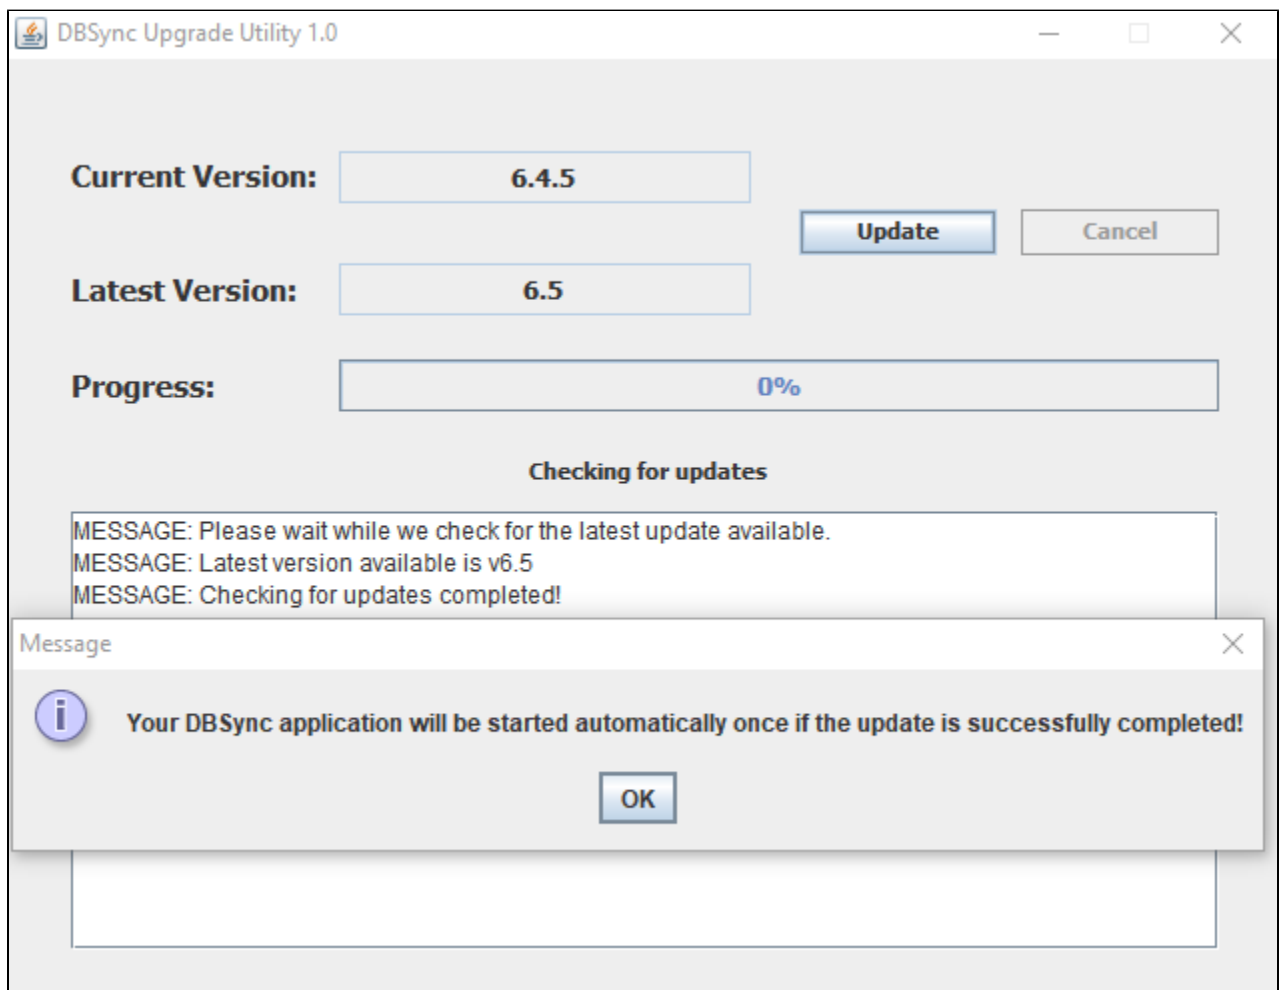 DBSync Upgrade Utility 1.0
Current Version: 6.4.5
Update Cancel
Latest Version: 6.5
Progress: 0%
Checking for updates
MESSAGE: Please wait while we check for the latest update available.
MESSAGE: Latest version available is v6.5
MESSAGE: Checking for updates completed!
Message
Your DBSync application will be started automatically once if the update is successfully completed!
OK